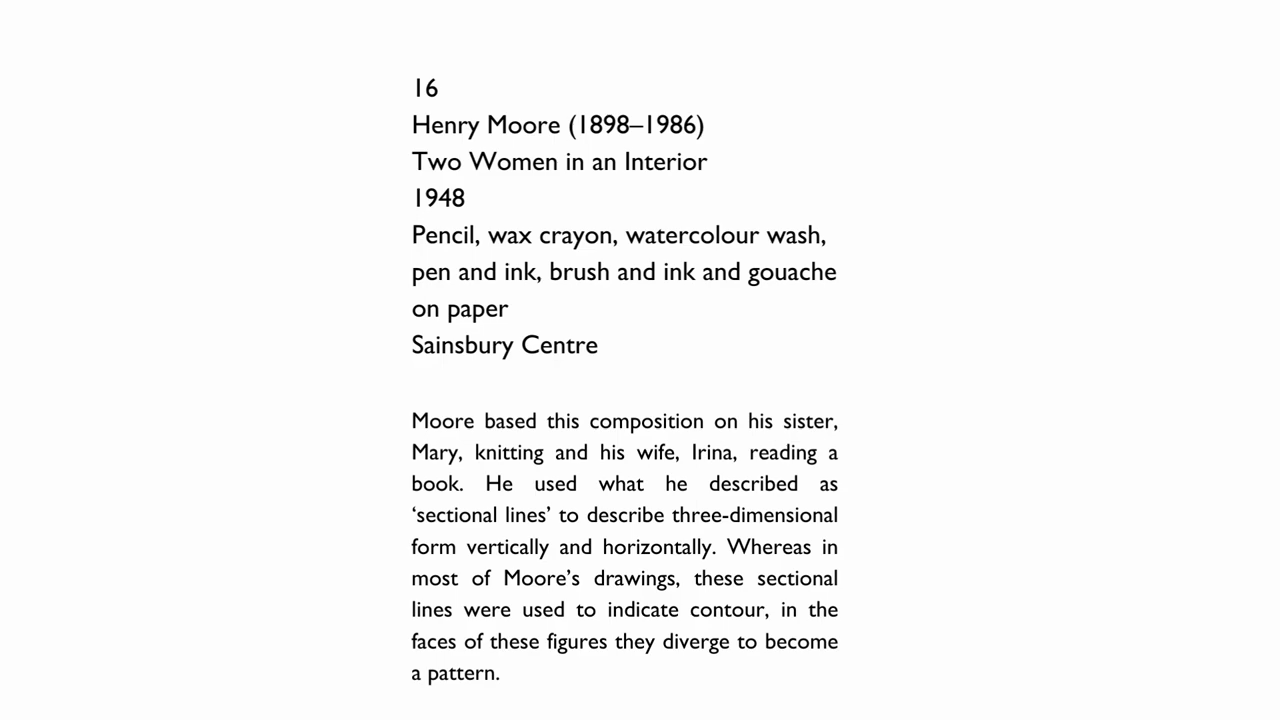 16
Henry Moore (1898–1986)
Two Women in an Interior
1948
Pencil, wax crayon, watercolour wash,
pen and ink, brush and ink and gouache
on paper
Sainsbury Centre
Moore based this composition on his sister,
Mary, knitting and his wife, Irina, reading a
book. He used what he described as
‘sectional lines’ to describe three-dimensional
form vertically and horizontally. Whereas in
most of Moore’s drawings, these sectional
lines were used to indicate contour, in the
faces of these figures they diverge to become
a pattern.